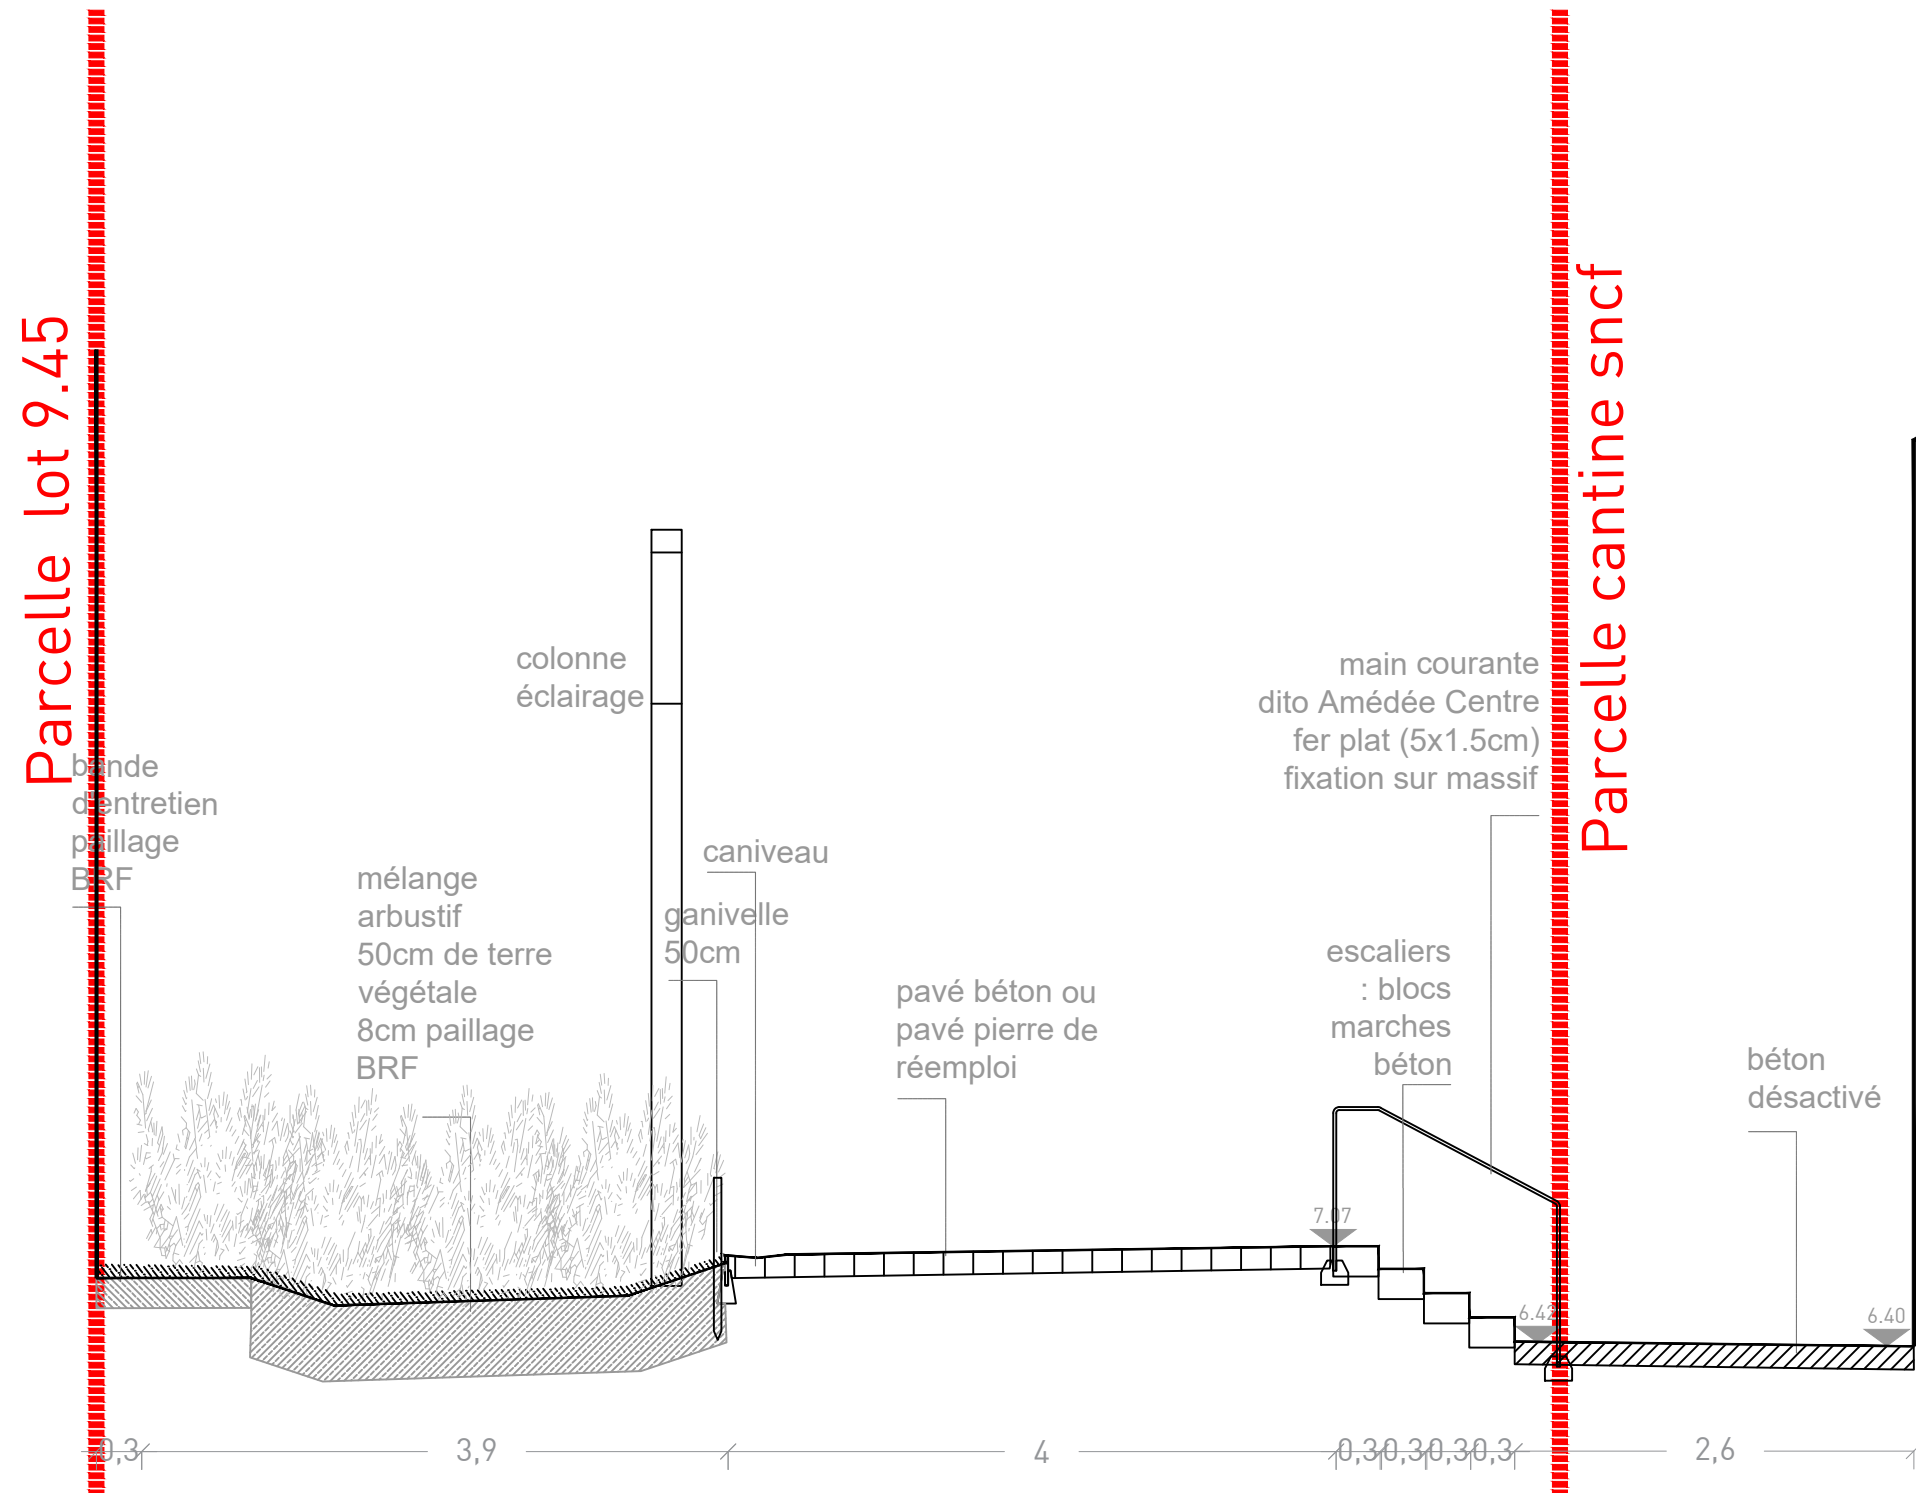 Parcelle lot 9.45
Parcelle cantine sncf
colonne
éclairage
main courante
dito Amédée Centre
fer plat (5x1.5cm)
fixation sur massif
bande
d'entretien
paillage
BRF
mélange
arbustif
50cm de terre
végétale
8cm paillage
BRF
caniveau
ganivelle
50cm
pavé béton ou
pavé pierre de
réemploi
escaliers
: blocs
marches
béton
béton
désactivé
7.07
6.42
6.40
0,3
3,9
4
0,3
0,3
0,3
0,3
2,6